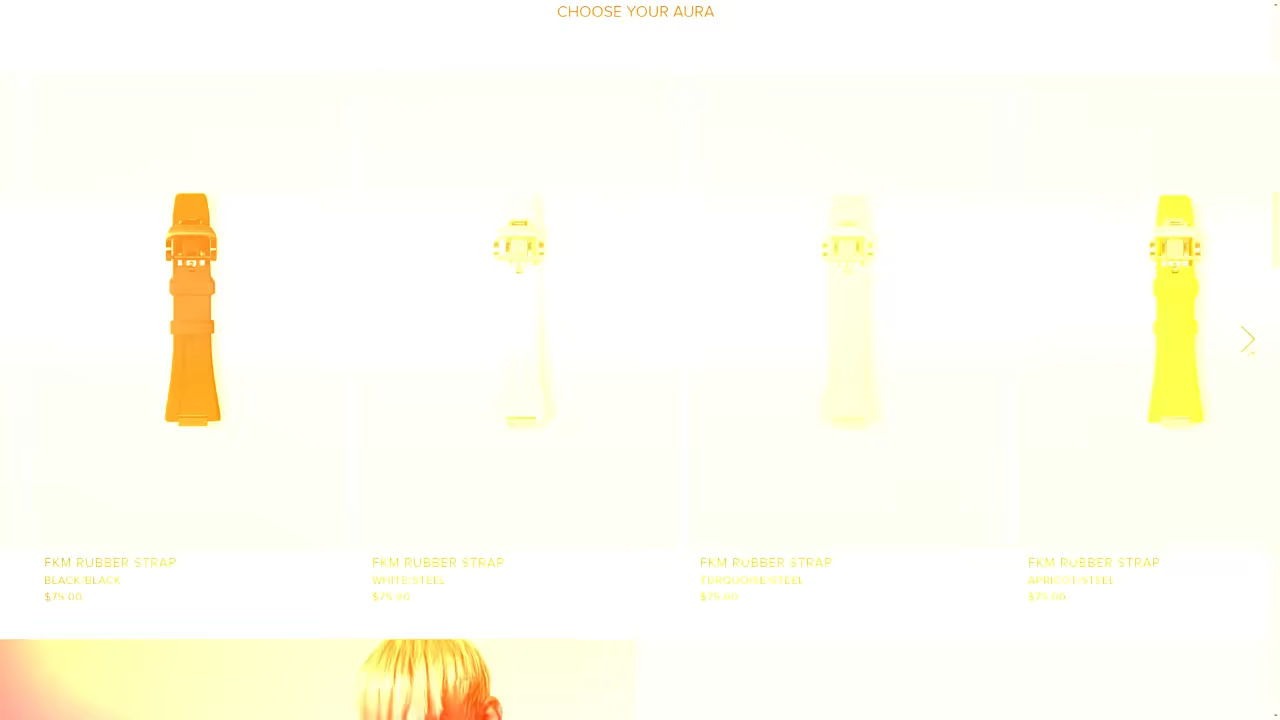 CHOOSE YOUR AURA
FKM RUBBER STRAP
BLACK/BLACK
$75.00
FKM RUBBER STRAP
WHITE/STEEL
$75.00
FKM RUBBER STRAP
TURQUOISE/STEEL
$75.00
FKM RUBBER STRAP
APRICOT/STEEL
$75.00